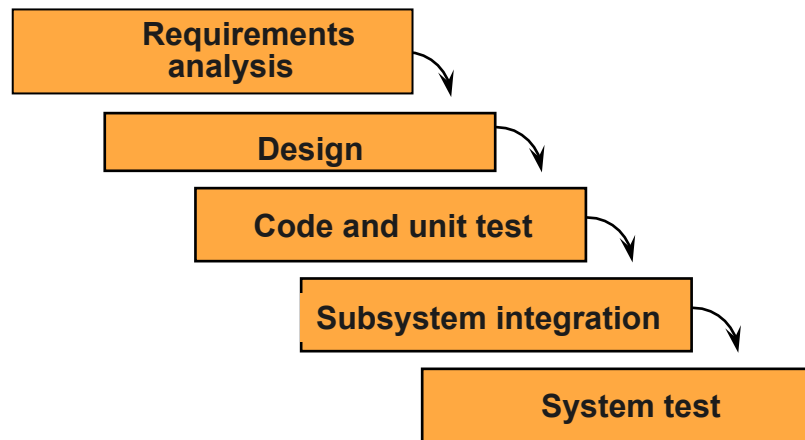 Requirements
analysis
Design
Code and unit test
Subsystem integration
System test